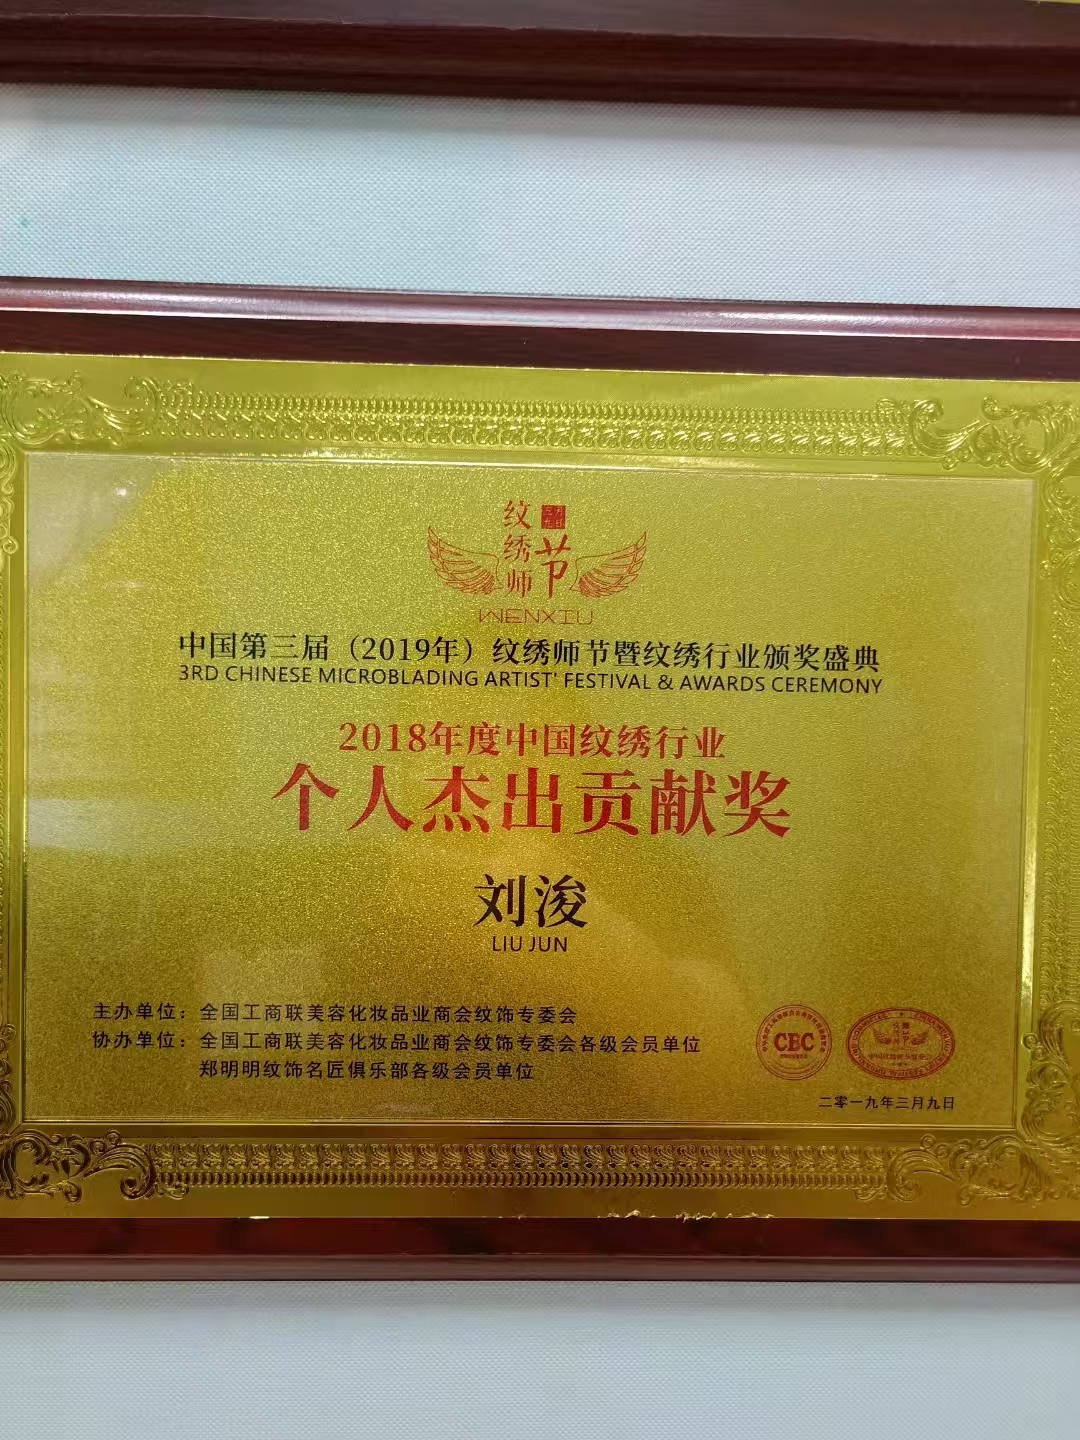 纹绣师节
WENXIU
中国第三届（2019年）纹绣师节暨纹绣行业颁奖盛典
3RD CHINESE MICROBLADING ARTIST' FESTIVAL & AWARDS CEREMONY
2018年度中国纹绣行业
个人杰出贡献奖
刘浚
LIU JUN
主办单位：全国工商联美容化妆品业商会纹饰专委会
协办单位：全国工商联美容化妆品业商会纹饰专委会各级会员单位
郑明明纹饰名匠俱乐部各级会员单位
CBC
二零一九年三月九日